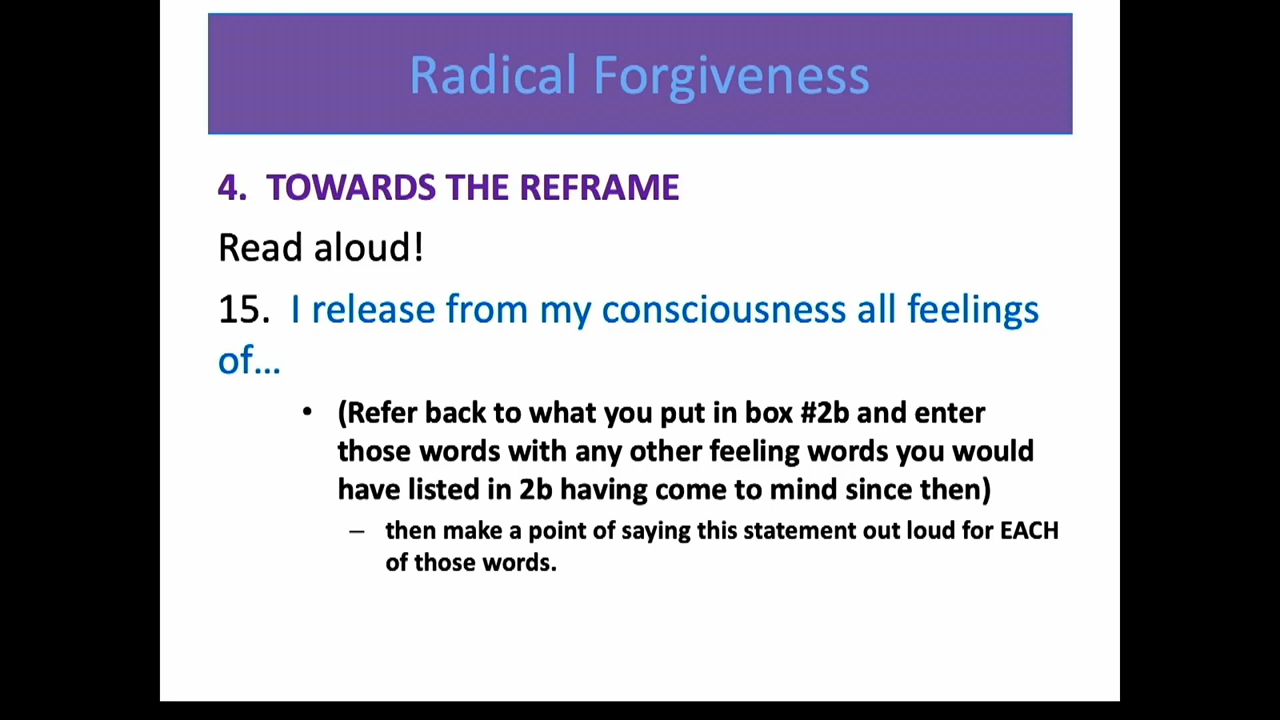 Radical Forgiveness
4. TOWARDS THE REFRAME
Read aloud!
15. I release from my consciousness all feelings
of...
• (Refer back to what you put in box #2b and enter
those words with any other feeling words you would
have listed in 2b having come to mind since then)
– then make a point of saying this statement out loud for EACH
of those words.